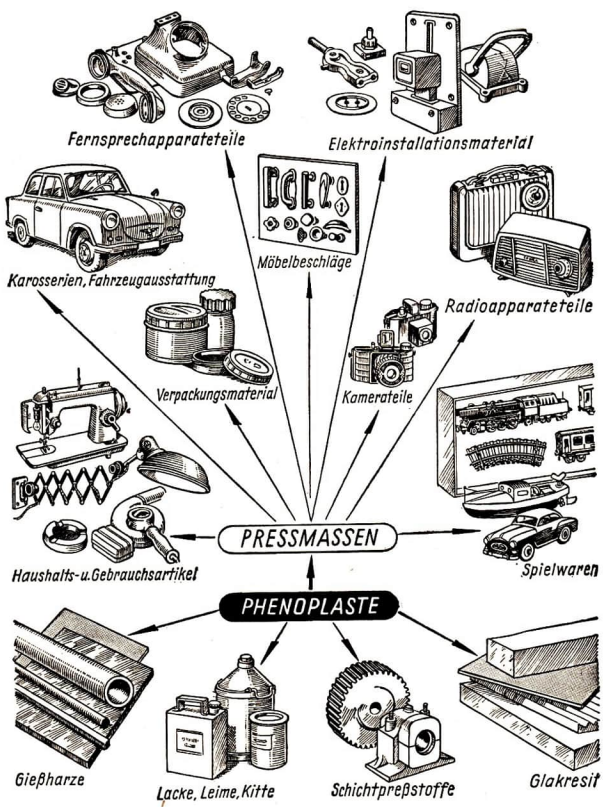 Fernsprechapparateteile
Elektroinstallationsmaterial
Karosserien, Fahrzeugausstattung
Möbelbeschläge
Radioapparateteile
Verpackungsmaterial
Kamerateile
Haushalts-u. Gebrauchsartikel
PRESSMASSEN
Spielwaren
PHENOPLASTE
Gießharze
Lacke, Leime, Kitte
Schichtpreßstoffe
Glakresit